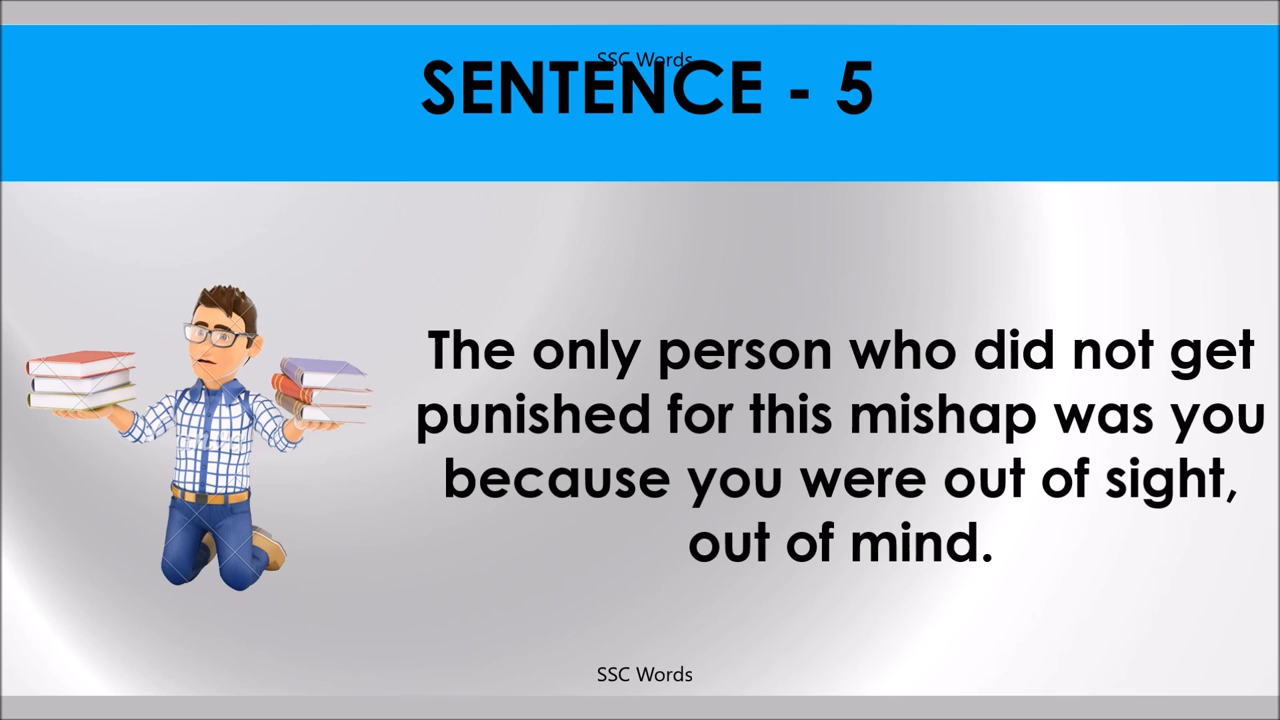 SSC Words
SENTENCE - 5
The only person who did not get
punished for this mishap was you
because you were out of sight,
out of mind.
SSC Words